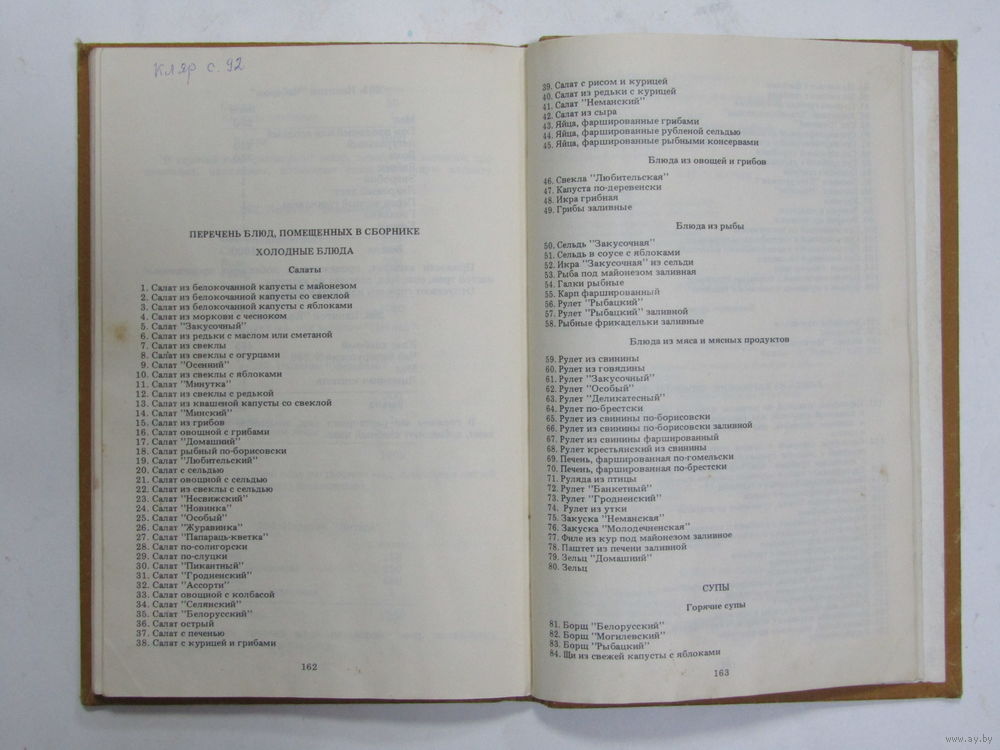 Кляр с. 92
ПЕРЕЧЕНЬ БЛЮД, ПОМЕЩЕННЫХ В СБОРНИКЕ
ХОЛОДНЫЕ БЛЮДА
Салаты
1. Салат из белокочанной капусты с майонезом
2. Салат из белокочанной капусты со свеклой
3. Салат из белокочанной капусты с яблоками
4. Салат из моркови с чесноком
5. Салат "Закусочный"
6. Салат из редьки с маслом или сметаной
7. Салат из свеклы
8. Салат из свеклы с огурцами
9. Салат "Осенний"
10. Салат из свеклы с яблоками
11. Салат "Минутка"
12. Салат из свеклы с редькой
13. Салат из квашеной капусты со свеклой
14. Салат "Минский"
15. Салат из грибов
16. Салат овощной с грибами
17. Салат "Домашний"
18. Салат рыбный по-борисовски
19. Салат "Любительский"
20. Салат с сельдью
21. Салат овощной с сельдью
22. Салат из свеклы с сельдью
23. Салат "Несвижский"
24. Салат "Новинка"
25. Салат "Особый"
26. Салат "Журавинка"
27. Салат "Папараць-кветка"
28. Салат по-солигорски
29. Салат по-слуцки
30. Салат "Пикантный"
31. Салат "Гродненский"
32. Салат "Ассорти"
33. Салат овощной с колбасой
34. Салат "Селянский"
35. Салат "Белорусский"
36. Салат острый
37. Салат с печенью
38. Салат с курицей и грибами
162
39. Салат с рисом и курицей
40. Салат из редьки с курицей
41. Салат "Неманский"
42. Салат из сыра
43. Яйца, фаршированные грибами
44. Яйца, фаршированные рубленой сельдью
45. Яйца, фаршированные рыбными консервами
Блюда из овощей и грибов
46. Свекла "Любительская"
47. Капуста по-деревенски
48. Икра грибная
49. Грибы заливные
Блюда из рыбы
50. Сельдь "Закусочная"
51. Сельдь в соусе с яблоками
52. Икра "Закусочная" из сельди
53. Рыба под майонезом заливная
54. Галки рыбные
55. Карп фаршированный
56. Рулет "Рыбацкий"
57. Рулет "Рыбацкий" заливной
58. Рыбные фрикадельки заливные
Блюда из мяса и мясных продуктов
59. Рулет из свинины
60. Рулет из говядины
61. Рулет "Закусочный"
62. Рулет "Особый"
63. Рулет "Деликатесный"
64. Рулет по-брестски
65. Рулет из свинины по-борисовски
66. Рулет из свинины по-борисовски заливной
67. Рулет из свинины фаршированный
68. Рулет крестьянский из свинины
69. Печень, фаршированная по-гомельски
70. Печень, фаршированная по-брестски
71. Руляда из птицы
72. Рулет "Банкетный"
73. Рулет "Гродненский"
74. Рулет из утки
75. Закуска "Неманская"
76. Закуска "Молодечненская"
77. Филе из кур под майонезом заливное
78. Паштет из печени заливной
79. Зельц "Домашний"
80. Зельц
СУПЫ
Горячие супы
81. Борщ "Белорусский"
82. Борщ "Могилевский"
83. Борщ "Рыбацкий"
84. Щи из свежей капусты с яблоками
163
www.ay.by